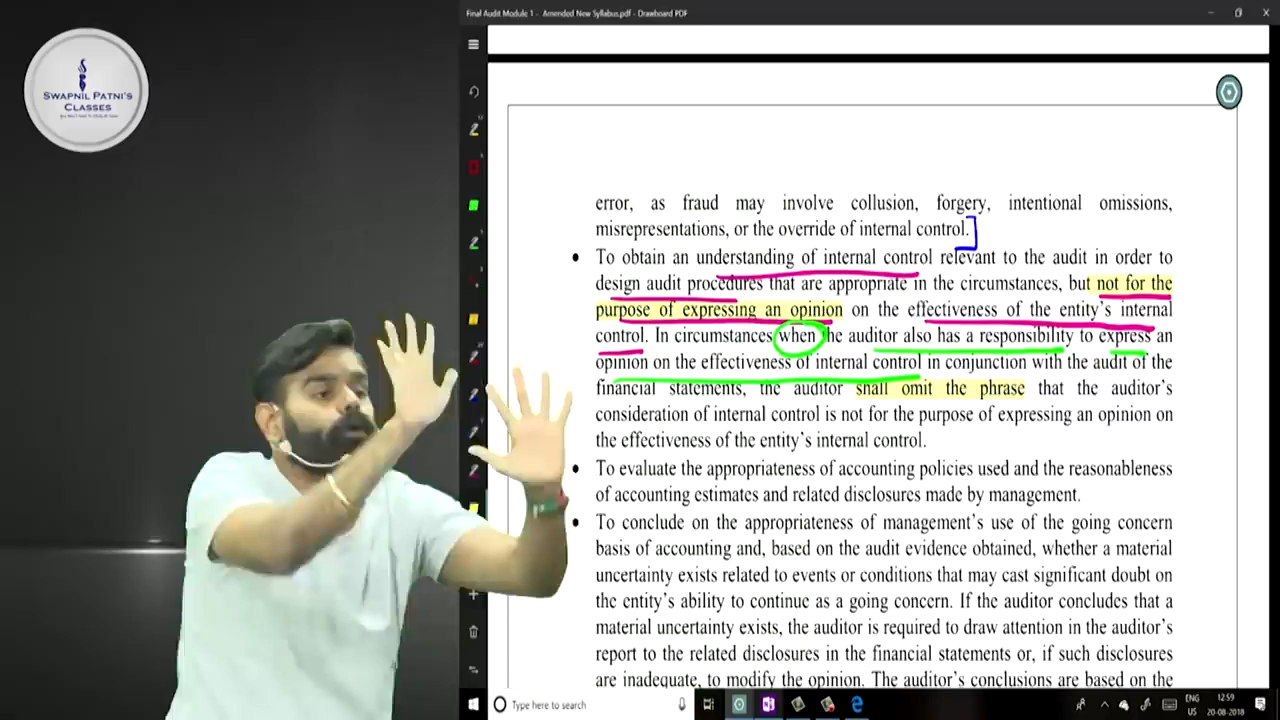 Final Audit Module 1 - Amended New Syllabus.pdf - Drawboard PDF
SWAPNIL PATNI'S
CLASSES
error, as fraud may involve collusion, forgery, intentional omissions,
misrepresentations, or the override of internal control.
To obtain an understanding of internal control relevant to the audit in order to
design audit procedures that are appropriate in the circumstances, but not for the
purpose of expressing an opinion on the effectiveness of the entity's internal
control. In circumstances when the auditor also has a responsibility to express an
opinion on the effectiveness of internal control in conjunction with the audit of the
financial statements, the auditor shall omit the phrase that the auditor's
consideration of internal control is not for the purpose of expressing an opinion on
the effectiveness of the entity's internal control.
To evaluate the appropriateness of accounting policies used and the reasonableness
of accounting estimates and related disclosures made by management.
To conclude on the appropriateness of management's use of the going concern
basis of accounting and, based on the audit evidence obtained, whether a material
uncertainty exists related to events or conditions that may cast significant doubt on
the entity's ability to continue as a going concern. If the auditor concludes that a
material uncertainty exists, the auditor is required to draw attention in the auditor's
report to the related disclosures in the financial statements or, if such disclosures
are inadequate, to modify the opinion. The auditor's conclusions are based on the
Type here to search
ENG
US
12:59
20-08-2018